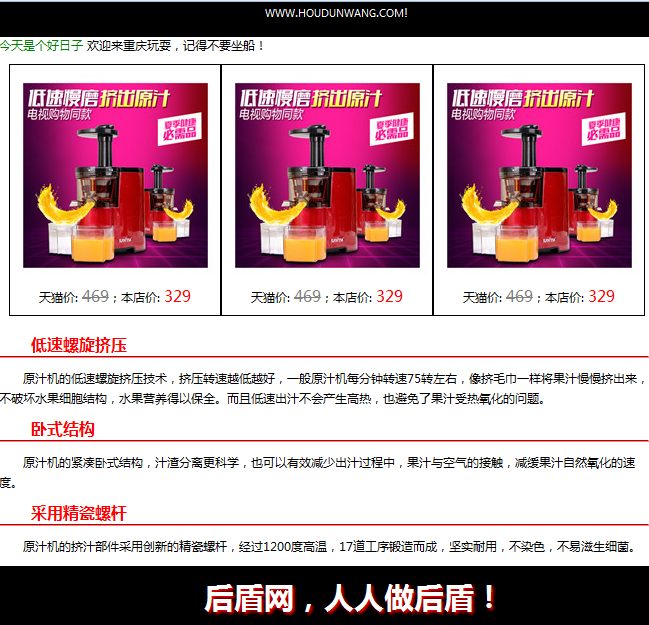 WWW.HOUDUNWANG.COM!
今天是个好日子 欢迎来重庆玩耍，记得不要坐船！
低速慢磨挤出原汁 低速慢磨挤出原汁 低速慢磨挤出原汁
电视购物同款 电视购物同款 电视购物同款
夏季健康 夏季健康 夏季健康
必需品 必需品 必需品
天猫价: 469；本店价: 329 天猫价: 469；本店价: 329 天猫价: 469；本店价: 329
低速螺旋挤压
原汁机的低速螺旋挤压技术，挤压转速越低越好，一般原汁机每分钟转速75转左右，像挤毛巾一样将果汁慢慢挤出来，
不破坏水果细胞结构，水果营养得以保全。而且低速出汁不会产生高热，也避免了果汁受热氧化的问题。
卧式结构
原汁机的紧凑卧式结构，汁渣分离更科学，也可以有效减少出汁过程中，果汁与空气的接触，减缓果汁自然氧化的速
度。
采用精瓷螺杆
原汁机的挤汁部件采用创新的精瓷螺杆，经过1200度高温，17道工序锻造而成，坚实耐用，不染色，不易滋生细菌。
后盾网，人人做后盾！